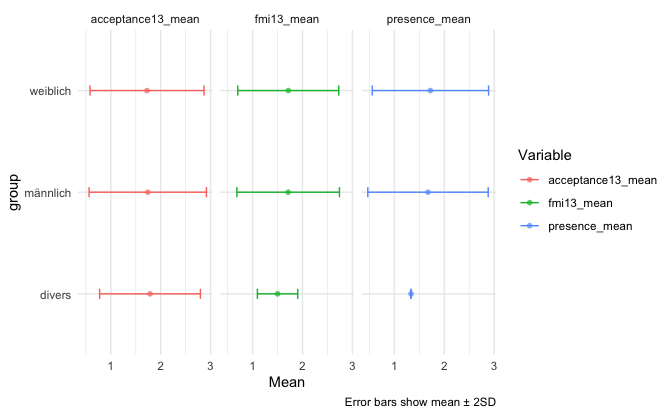 acceptance13_mean
fmi13_mean
presence_mean
group
weiblich
männlich
divers
1 2 3
1 2 3
1 2 3
Mean
Variable
acceptance13_mean
fmi13_mean
presence_mean
Error bars show mean ± 2SD